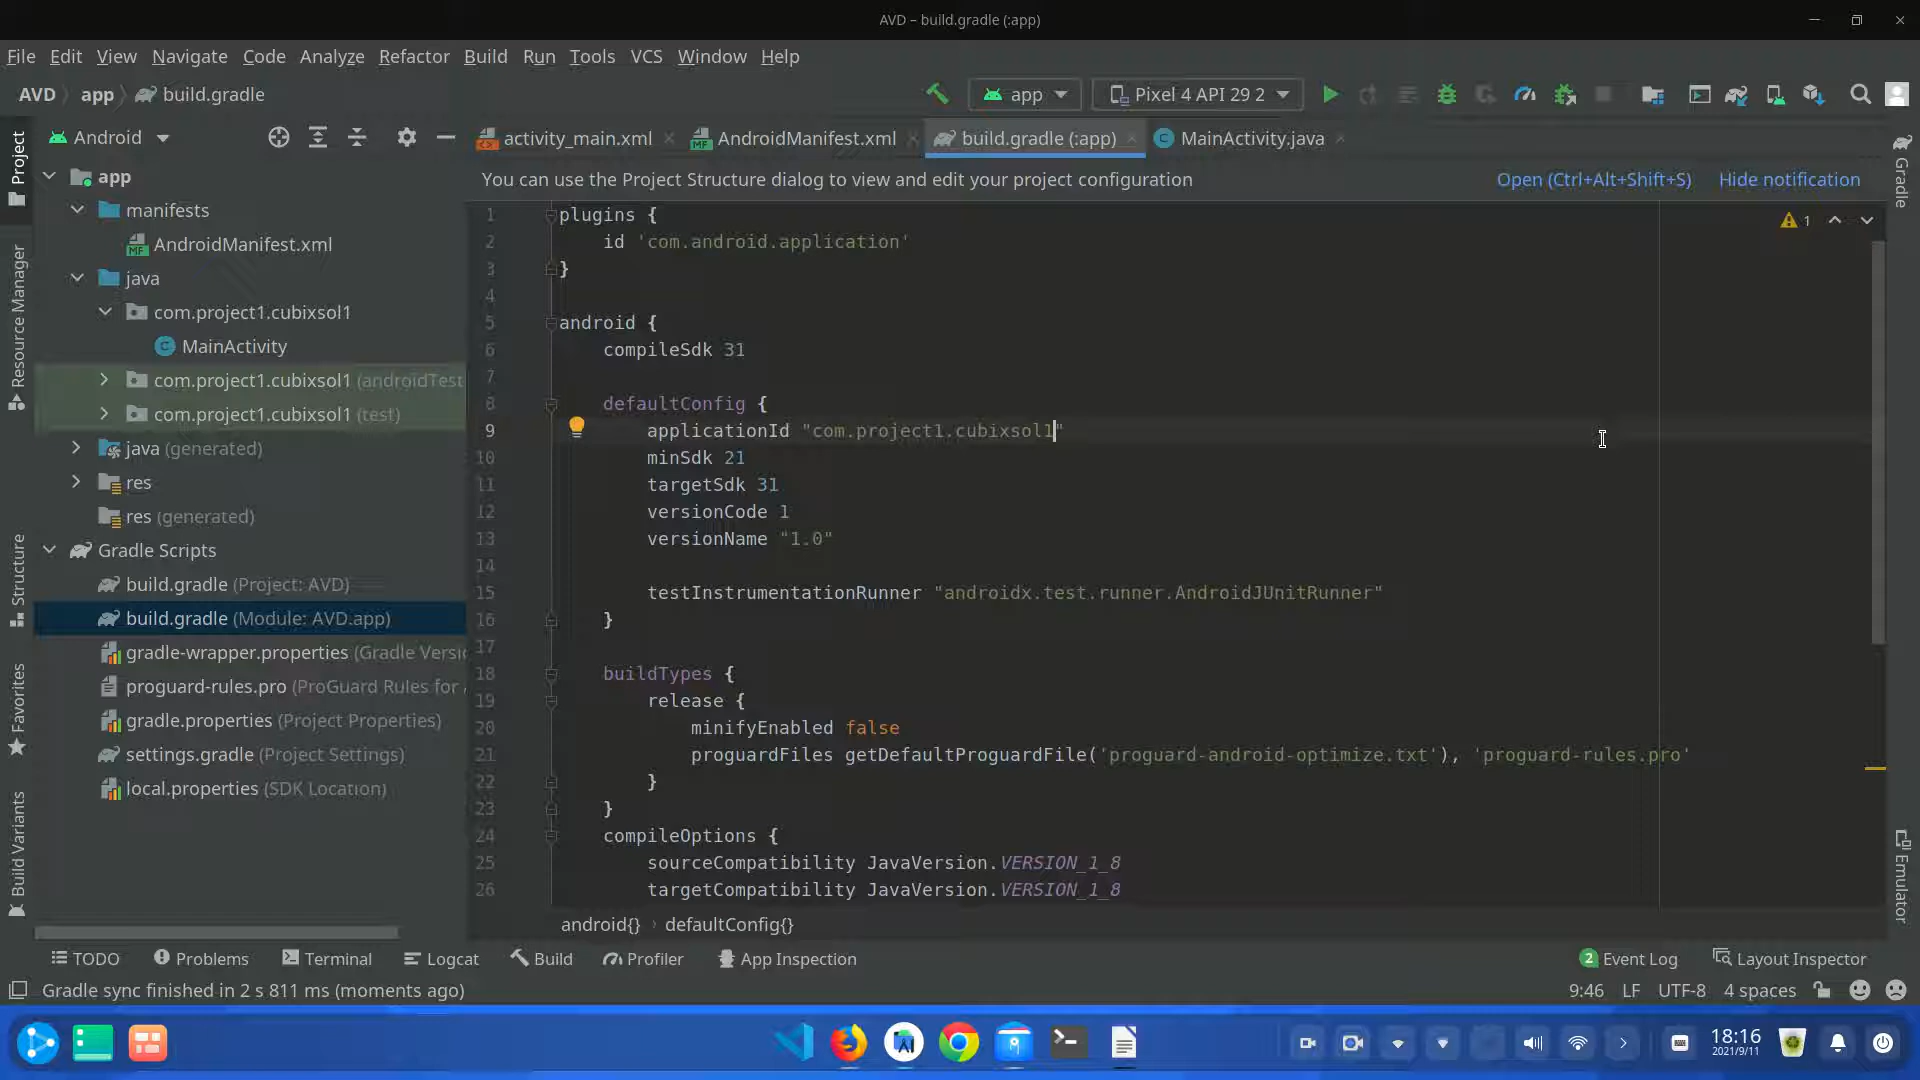 AVD – build.gradle (:app)
File Edit View Navigate Code Analyze Refactor Build Run Tools VCS Window Help
AVD app build.gradle
app
Pixel 4 API 29 2
Android
activity_main.xml
AndroidManifest.xml
build.gradle (:app)
MainActivity.java
You can use the Project Structure dialog to view and edit your project configuration
Open (Ctrl+Alt+Shift+S)
Hide notification
Project
Resource Manager
Structure
Favorites
Build Variants
app
manifests
AndroidManifest.xml
java
com.project1.cubixsol1
MainActivity
com.project1.cubixsol1 (androidTest
com.project1.cubixsol1 (test)
java (generated)
res
res (generated)
Gradle Scripts
build.gradle (Project: AVD)
build.gradle (Module: AVD.app)
gradle-wrapper.properties (Gradle Versi
proguard-rules.pro (ProGuard Rules for
gradle.properties (Project Properties)
settings.gradle (Project Settings)
local.properties (SDK Location)
1 plugins {
2 id 'com.android.application'
3 }
4
5 android {
6 compileSdk 31
7
8 defaultConfig {
9 applicationId "com.project1.cubixsol1"
10 minSdk 21
11 targetSdk 31
12 versionCode 1
13 versionName "1.0"
14
15 testInstrumentationRunner "androidx.test.runner.AndroidJUnitRunner"
16 }
17
18 buildTypes {
19 release {
20 minifyEnabled false
21 proguardFiles getDefaultProguardFile('proguard-android-optimize.txt'), 'proguard-rules.pro'
22 }
23 }
24 compileOptions {
25 sourceCompatibility JavaVersion.VERSION_1_8
26 targetCompatibility JavaVersion.VERSION_1_8
1
Gradle
Emulator
android{} › defaultConfig{}
TODO Problems Terminal Logcat Build Profiler App Inspection
2 Event Log Layout Inspector
Gradle sync finished in 2 s 811 ms (moments ago)
9:46 LF UTF-8 4 spaces
18:16
2021/9/11